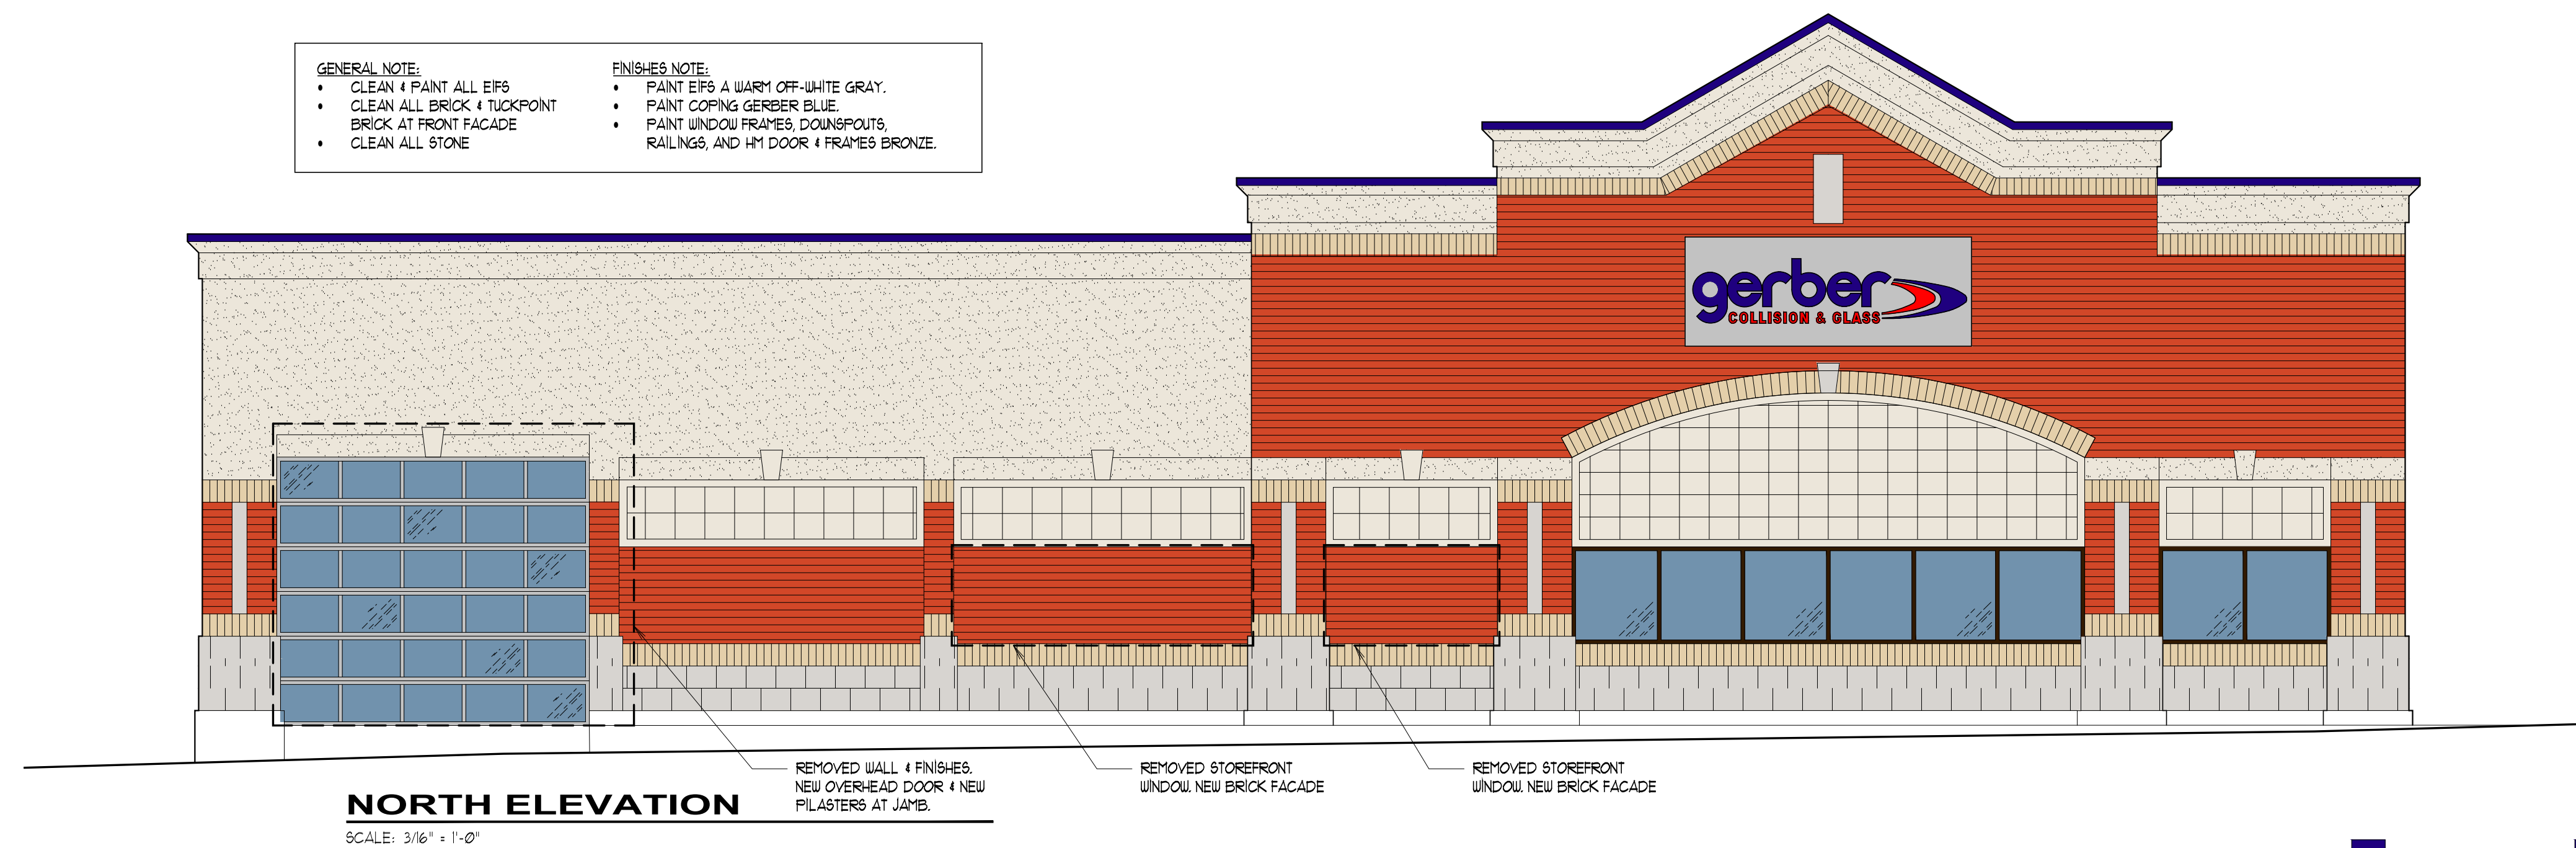 GENERAL NOTE:
• CLEAN & PAINT ALL EIFS
• CLEAN ALL BRICK & TUCKPOINT
BRICK AT FRONT FACADE
• CLEAN ALL STONE
FINISHES NOTE:
• PAINT EIFS A WARM OFF-WHITE GRAY.
• PAINT COPING GERBER BLUE.
• PAINT WINDOW FRAMES, DOWNSPOUTS,
RAILINGS, AND HM DOOR & FRAMES BRONZE.
gerber
COLLISION & GLASS
REMOVED WALL & FINISHES.
NEW OVERHEAD DOOR & NEW
PILASTERS AT JAMB.
REMOVED STOREFRONT
WINDOW. NEW BRICK FACADE
REMOVED STOREFRONT
WINDOW. NEW BRICK FACADE
NORTH ELEVATION
SCALE: 3/16" = 1'-0"